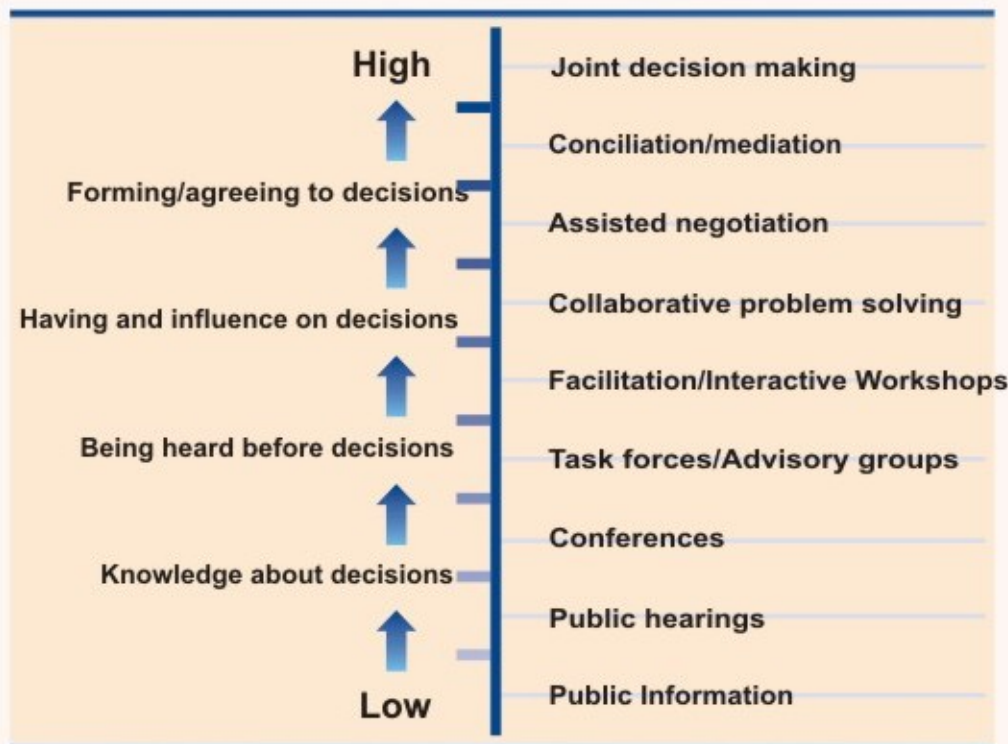 High
Forming/agreeing to decisions
Having and influence on decisions
Being heard before decisions
Knowledge about decisions
Low
Joint decision making
Conciliation/mediation
Assisted negotiation
Collaborative problem solving
Facilitation/Interactive Workshops
Task forces/Advisory groups
Conferences
Public hearings
Public Information